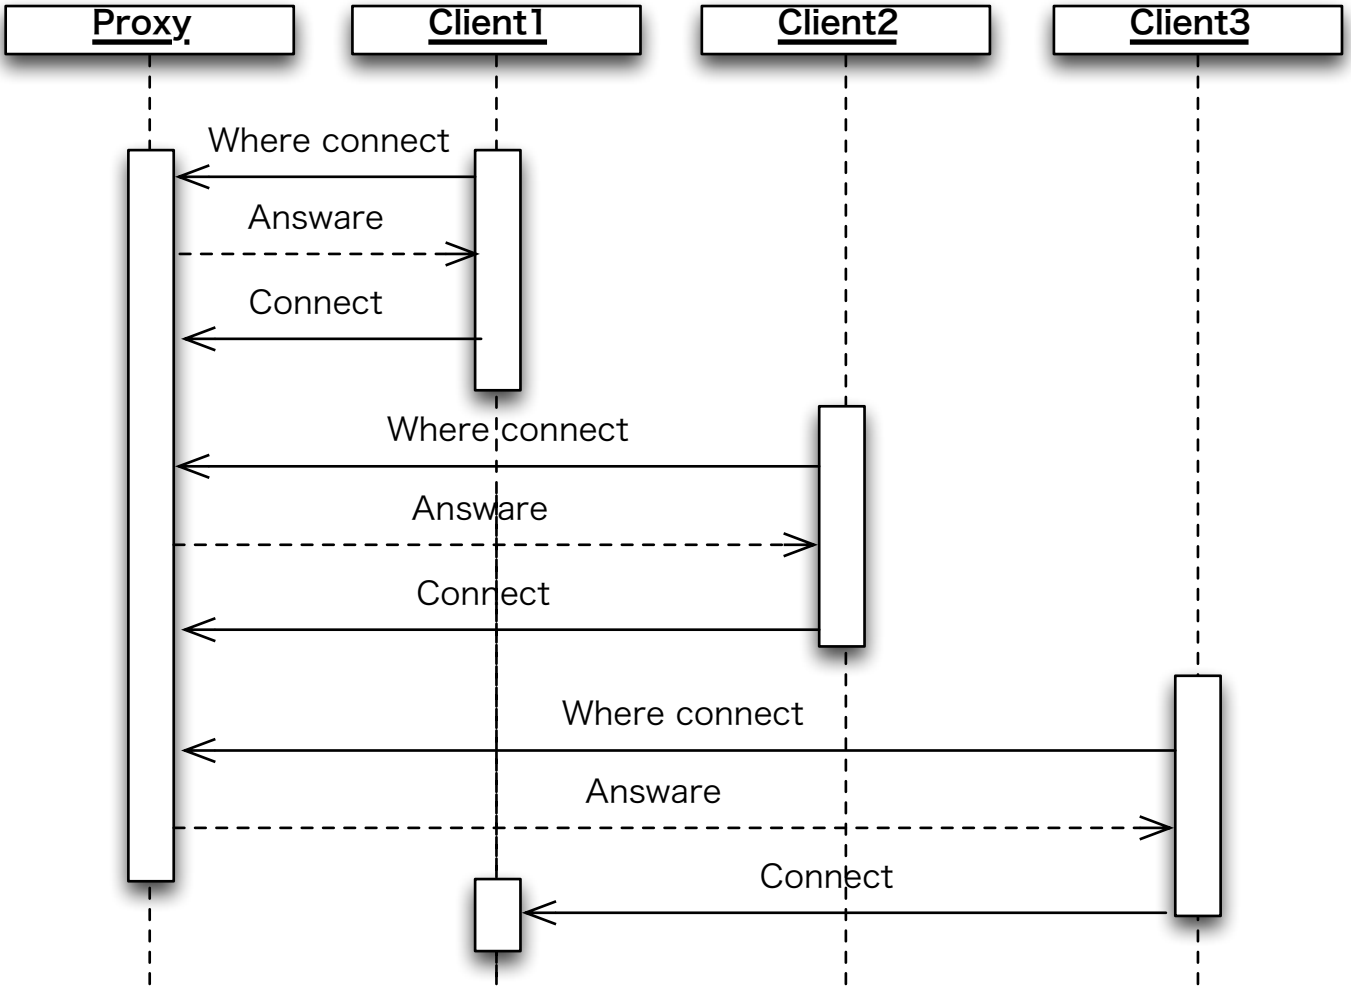 Proxy
Client1
Client2
Client3
Where connect
Answare
Connect
Where connect
Answare
Connect
Where connect
Answare
Connect